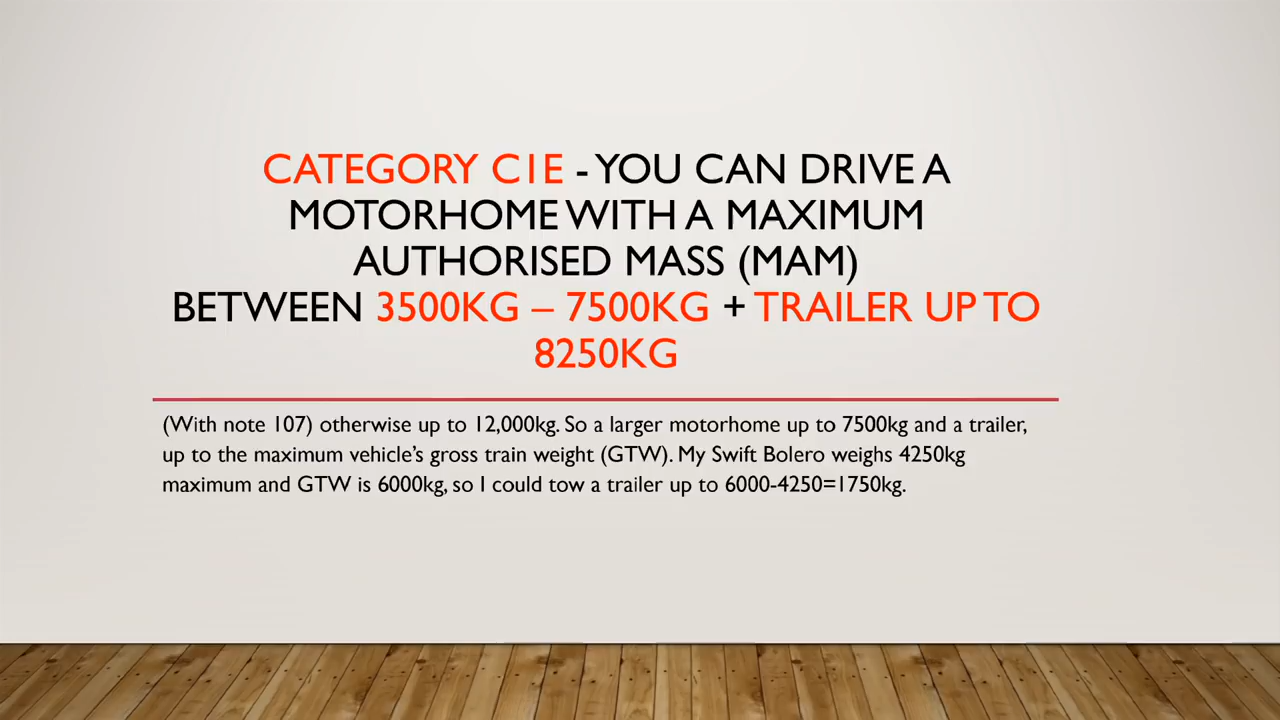 CATEGORY C1E - YOU CAN DRIVE A
MOTORHOME WITH A MAXIMUM
AUTHORISED MASS (MAM)
BETWEEN 3500KG – 7500KG + TRAILER UP TO
8250KG
(With note 107) otherwise up to 12,000kg. So a larger motorhome up to 7500kg and a trailer,
up to the maximum vehicle's gross train weight (GTW). My Swift Bolero weighs 4250kg
maximum and GTW is 6000kg, so I could tow a trailer up to 6000-4250=1750kg.